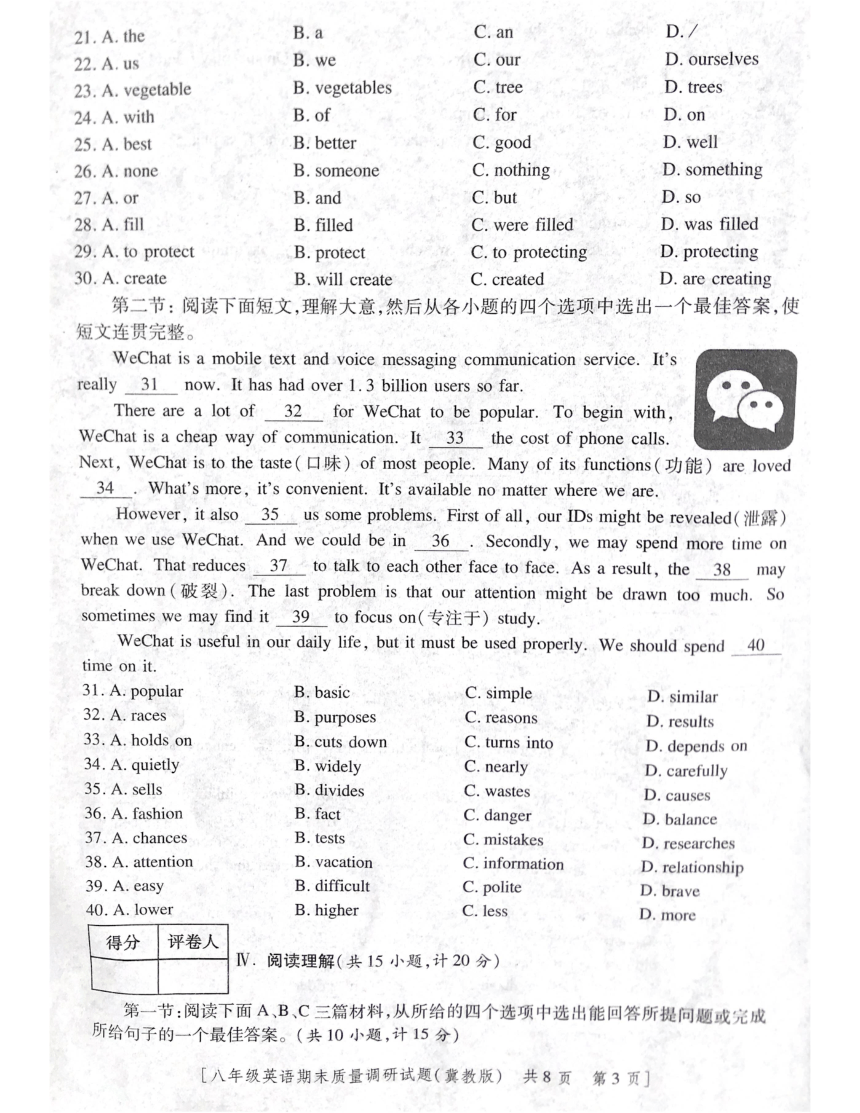 21. A. the B. a C. an D. /
22. A. us B. we C. our D. ourselves
23. A. vegetable B. vegetables C. tree D. trees
24. A. with B. of C. for D. on
25. A. best B. better C. good D. well
26. A. none B. someone C. nothing D. something
27. A. or B. and C. but D. so
28. A. fill B. filled C. were filled D. was filled
29. A. to protect B. protect C. to protecting D. protecting
30. A. create B. will create C. created D. are creating
第二节：阅读下面短文,理解大意,然后从各小题的四个选项中选出一个最佳答案,使
短文连贯完整。
WeChat is a mobile text and voice messaging communication service. It's
really 31 now. It has had over 1.3 billion users so far.
There are a lot of 32 for WeChat to be popular. To begin with,
WeChat is a cheap way of communication. It 33 the cost of phone calls.
Next, WeChat is to the taste(口味) of most people. Many of its functions(功能) are loved
34 . What's more, it's convenient. It's available no matter where we are.
However, it also 35 us some problems. First of all, our IDs might be revealed(泄露)
when we use WeChat. And we could be in 36 . Secondly, we may spend more time on
WeChat. That reduces 37 to talk to each other face to face. As a result, the 38 may
break down(破裂). The last problem is that our attention might be drawn too much. So
sometimes we may find it 39 to focus on(专注于) study.
WeChat is useful in our daily life, but it must be used properly. We should spend 40
time on it.
31. A. popular B. basic C. simple D. similar
32. A. races B. purposes C. reasons D. results
33. A. holds on B. cuts down C. turns into D. depends on
34. A. quietly B. widely C. nearly D. carefully
35. A. sells B. divides C. wastes D. causes
36. A. fashion B. fact C. danger D. balance
37. A. chances B. tests C. mistakes D. researches
38. A. attention B. vacation C. information D. relationship
39. A. easy B. difficult C. polite D. brave
40. A. lower B. higher C. less D. more
得分 评卷人
Ⅳ. 阅读理解(共 15 小题,计 20 分)
第一节:阅读下面 A、B、C 三篇材料,从所给的四个选项中选出能回答所提问题或完成
所给句子的一个最佳答案。(共 10 小题,计 15 分)
[八年级英语期末质量调研试题(冀教版) 共 8 页 第 3 页]